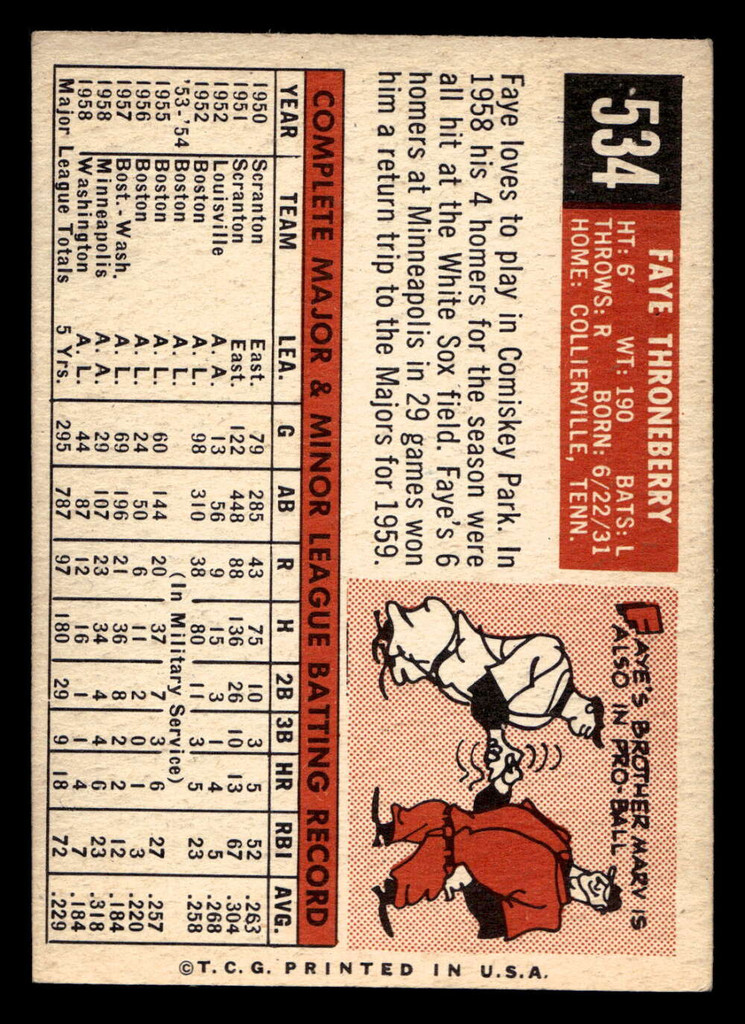 534
FAYE THRONEBERRY
HT: 6' WT: 190 BATS: L
THROWS: R BORN: 6/22/31
HOME: COLLIERVILLE, TENN.
Faye loves to play in Comiskey Park. In
1958 his 4 homers for the season were
all hit at the White Sox field. Faye's 6
homers at Minneapolis in 29 games won
him a return trip to the Majors for 1959.
FAYE'S BROTHER MARV IS
ALSO IN PRO-BALL
COMPLETE MAJOR & MINOR LEAGUE BATTING RECORD
YEAR TEAM LEA. G AB R H 2B 3B HR RBI AVG.
1950 Scranton East. 79 285 43 75 10 3 5 52 .263
1951 Scranton East. 122 448 88 136 26 10 13 67 .304
1952 Louisville A. A. 13 56 9 15 3 1 4 5 .268
1952 Boston A. L. 98 310 38 80 11 3 5 23 .258
'53-'54 Boston A. L. (In Military Service)
1955 Boston A. L. 60 144 20 37 7 3 6 27 .257
1956 Boston A. L. 24 50 6 11 2 0 1 3 .220
1957 Bost.-Wash. A. L. 69 196 21 36 8 2 2 12 .184
1958 Minneapolis A. A. 29 107 23 34 4 4 6 23 .318
1958 Washington A. L. 44 87 12 16 1 1 4 7 .184
Major League Totals 5 Yrs. 295 787 97 180 29 9 18 72 .229
©T.C.G. PRINTED IN U.S.A.